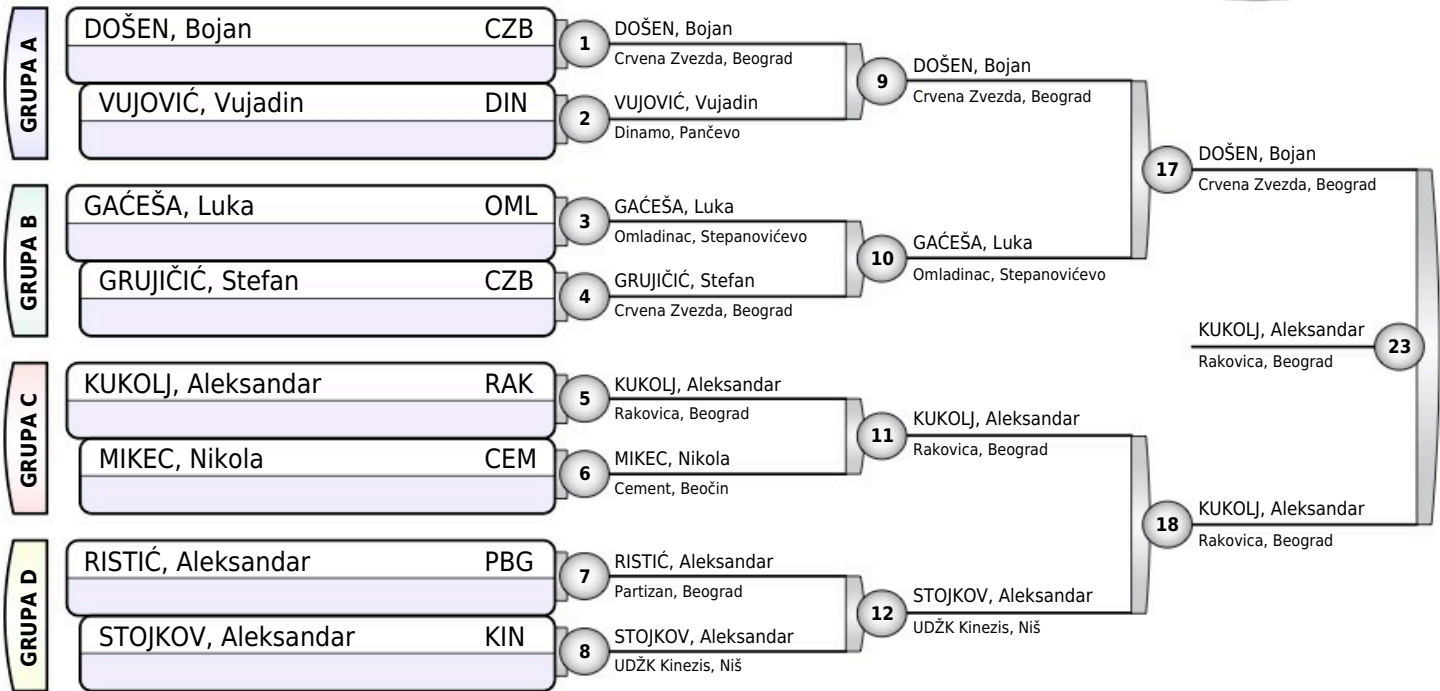 GRUPA A
DOŠEN, Bojan CZB
VUJOVIĆ, Vujadin DIN
GRUPA B
GAĆEŠA, Luka OML
GRUJIČIĆ, Stefan CZB
GRUPA C
KUKOLJ, Aleksandar RAK
MIKEC, Nikola CEM
GRUPA D
RISTIĆ, Aleksandar PBG
STOJKOV, Aleksandar KIN
1
DOŠEN, Bojan
Crvena Zvezda, Beograd
2
VUJOVIĆ, Vujadin
Dinamo, Pančevo
3
GAĆEŠA, Luka
Omladinac, Stepanovićevo
4
GRUJIČIĆ, Stefan
Crvena Zvezda, Beograd
5
KUKOLJ, Aleksandar
Rakovica, Beograd
6
MIKEC, Nikola
Cement, Beočin
7
RISTIĆ, Aleksandar
Partizan, Beograd
8
STOJKOV, Aleksandar
UDŽK Kinezis, Niš
9
DOŠEN, Bojan
Crvena Zvezda, Beograd
10
GAĆEŠA, Luka
Omladinac, Stepanovićevo
11
KUKOLJ, Aleksandar
Rakovica, Beograd
12
STOJKOV, Aleksandar
UDŽK Kinezis, Niš
17
DOŠEN, Bojan
Crvena Zvezda, Beograd
18
KUKOLJ, Aleksandar
Rakovica, Beograd
KUKOLJ, Aleksandar
Rakovica, Beograd
23